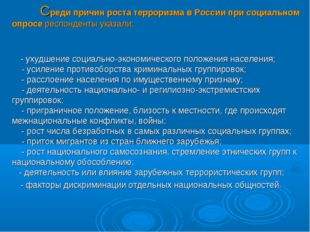 Среди причин роста терроризма в России при социальном
опросе респонденты указали:
- ухудшение социально-экономического положения населения;
- усиление противоборства криминальных группировок;
- расслоение населения по имущественному признаку;
- деятельность национально- и религиозно-экстремистских
группировок;
- приграничное положение, близость к местности, где происходят
межнациональные конфликты, войны;
- рост числа безработных в самых различных социальных группах;
- приток мигрантов из стран ближнего зарубежья;
- рост национального самосознания, стремление этнических групп к
национальному обособлению;
- деятельность или влияние зарубежных террористических групп;
- факторы дискриминации отдельных национальных общностей